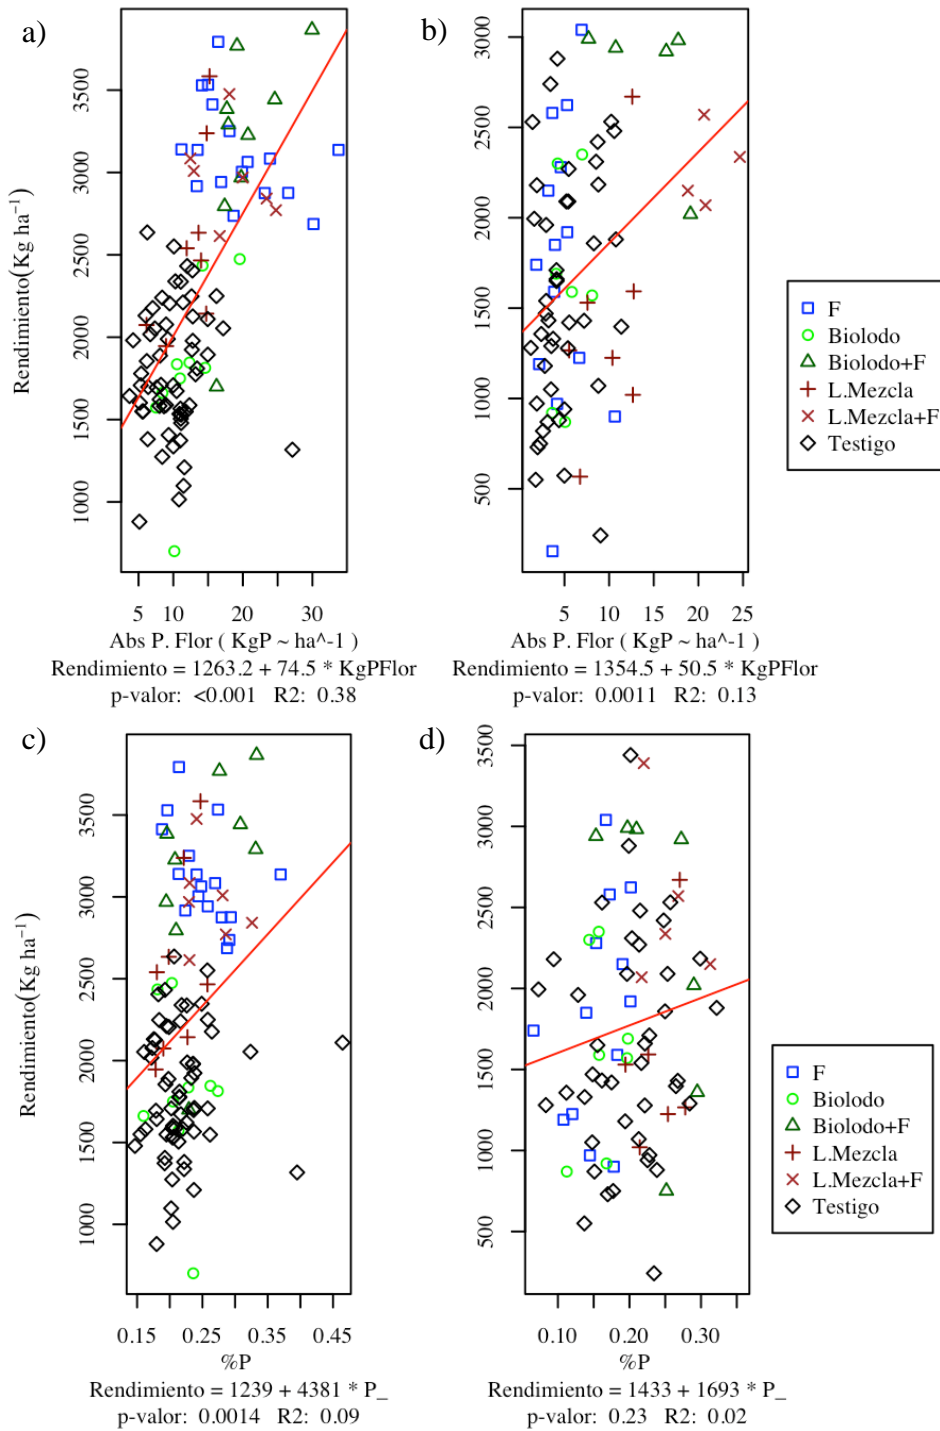 a)
Rendimiento(Kg ha⁻¹)
3500
3000
2500
2000
1500
1000
5 10 20 30
Abs P. Flor ( KgP ~ ha^-1 )
Rendimiento = 1263.2 + 74.5 * KgPFlor
p-valor: <0.001 R2: 0.38
b)
3000
2500
2000
1500
1000
500
5 10 15 20 25
Abs P. Flor ( KgP ~ ha^-1 )
Rendimiento = 1354.5 + 50.5 * KgPFlor
p-valor: 0.0011 R2: 0.13
F
Biolodo
Biolodo+F
L.Mezcla
L.Mezcla+F
Testigo
c)
Rendimiento(Kg ha⁻¹)
3500
3000
2500
2000
1500
1000
0.15 0.25 0.35 0.45
%P
Rendimiento = 1239 + 4381 * P_
p-valor: 0.0014 R2: 0.09
d)
3500
3000
2500
2000
1500
1000
500
0.10 0.20 0.30
%P
Rendimiento = 1433 + 1693 * P_
p-valor: 0.23 R2: 0.02
F
Biolodo
Biolodo+F
L.Mezcla
L.Mezcla+F
Testigo